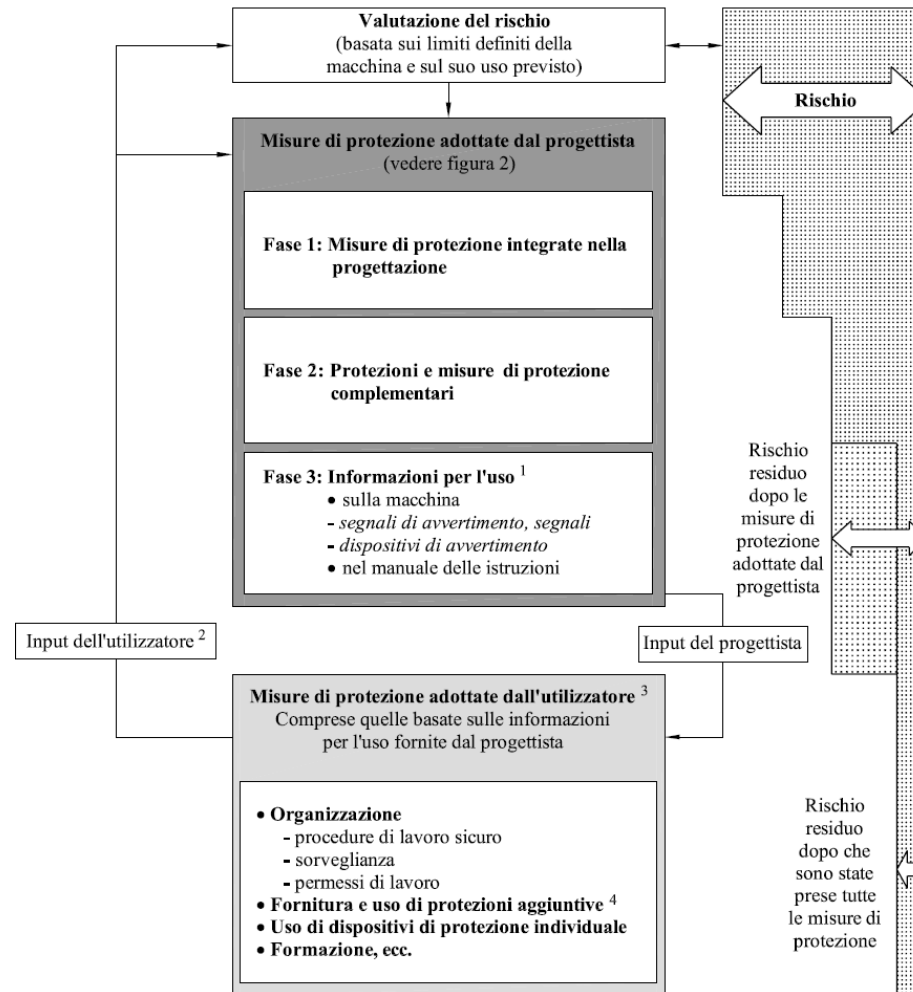 Valutazione del rischio
(basata sui limiti definiti della
macchina e sul suo uso previsto)
Rischio
Misure di protezione adottate dal progettista
(vedere figura 2)
Fase 1: Misure di protezione integrate nella
progettazione
Fase 2: Protezioni e misure di protezione
complementari
Fase 3: Informazioni per l'uso 1
• sulla macchina
- segnali di avvertimento, segnali
- dispositivi di avvertimento
• nel manuale delle istruzioni
Rischio
residuo
dopo le
misure di
protezione
adottate dal
progettista
Input dell'utilizzatore 2
Input del progettista
Misure di protezione adottate dall'utilizzatore 3
Comprese quelle basate sulle informazioni
per l'uso fornite dal progettista
• Organizzazione
- procedure di lavoro sicuro
- sorveglianza
- permessi di lavoro
• Fornitura e uso di protezioni aggiuntive 4
• Uso di dispositivi di protezione individuale
• Formazione, ecc.
Rischio
residuo
dopo che
sono state
prese tutte
le misure di
protezione